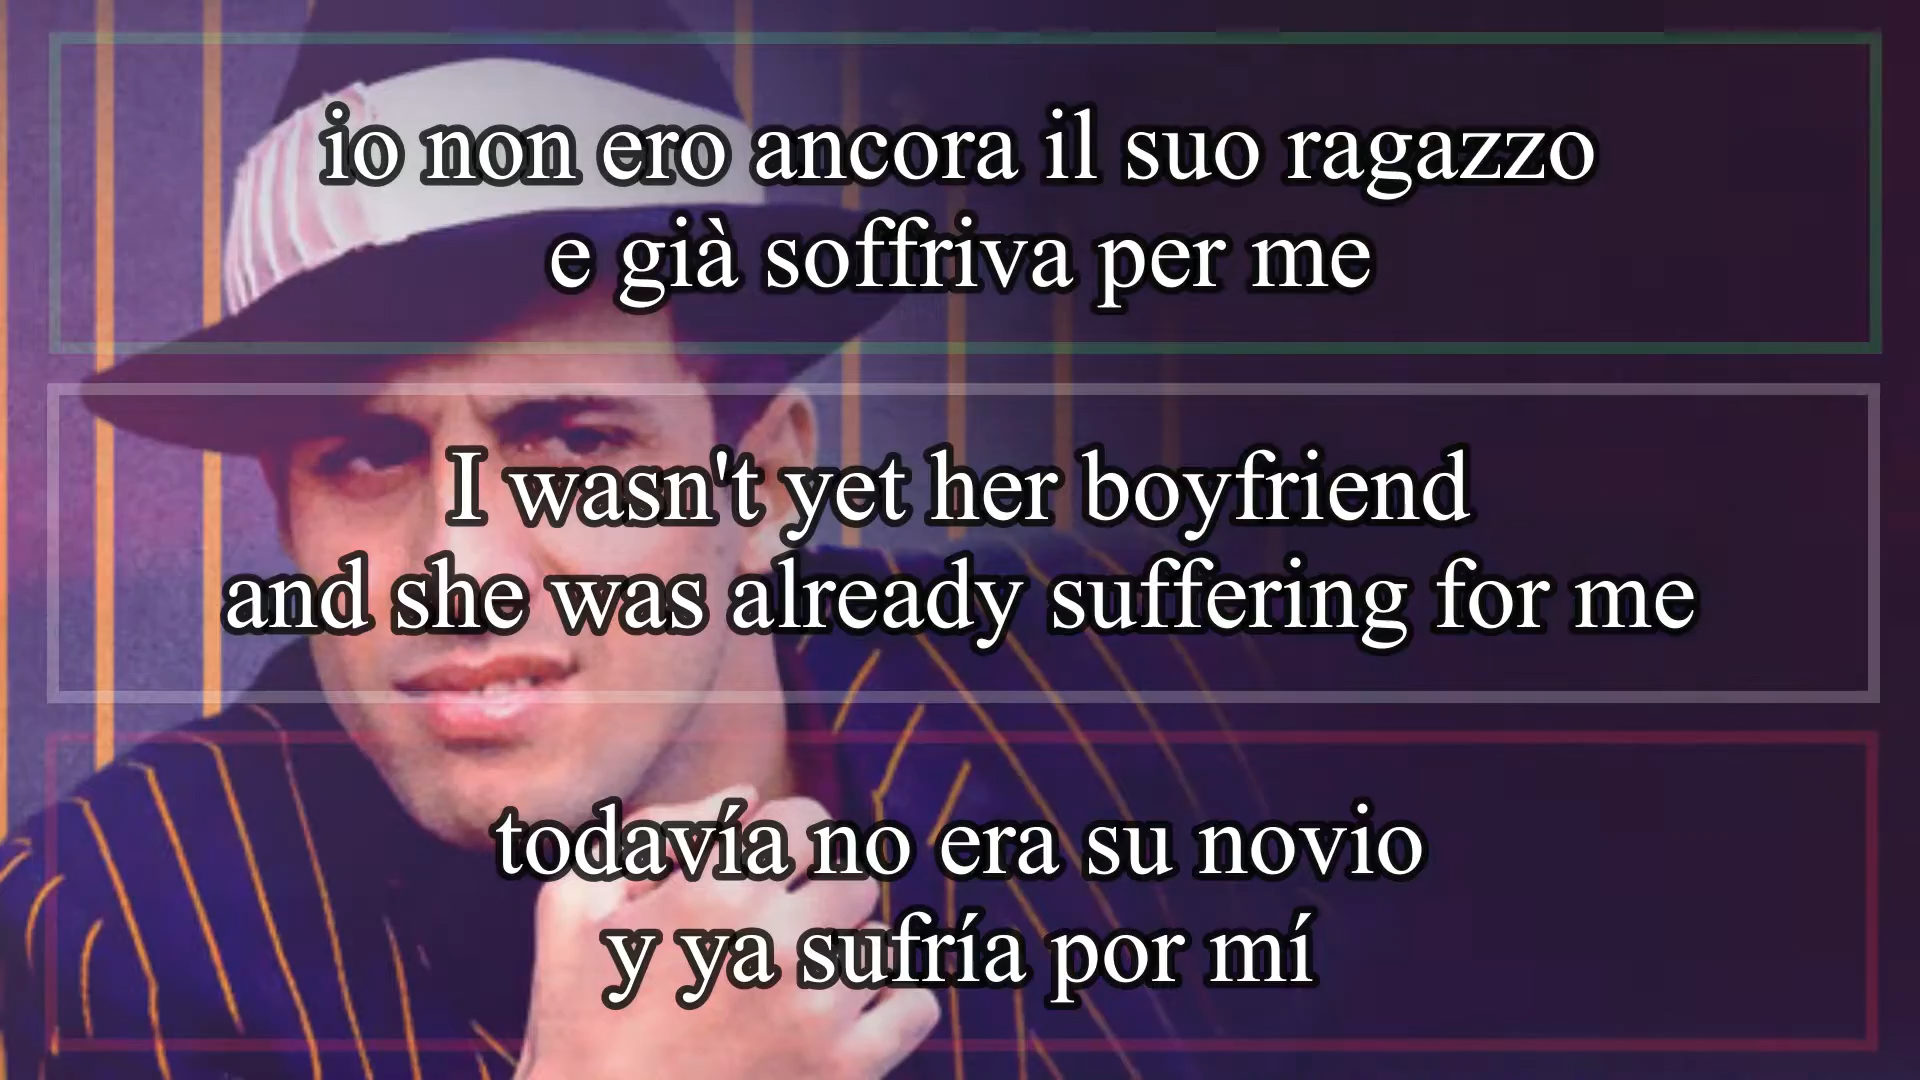 io non ero ancora il suo ragazzo
e già soffriva per me
I wasn't yet her boyfriend
and she was already suffering for me
todavía no era su novio
y ya sufría por mí